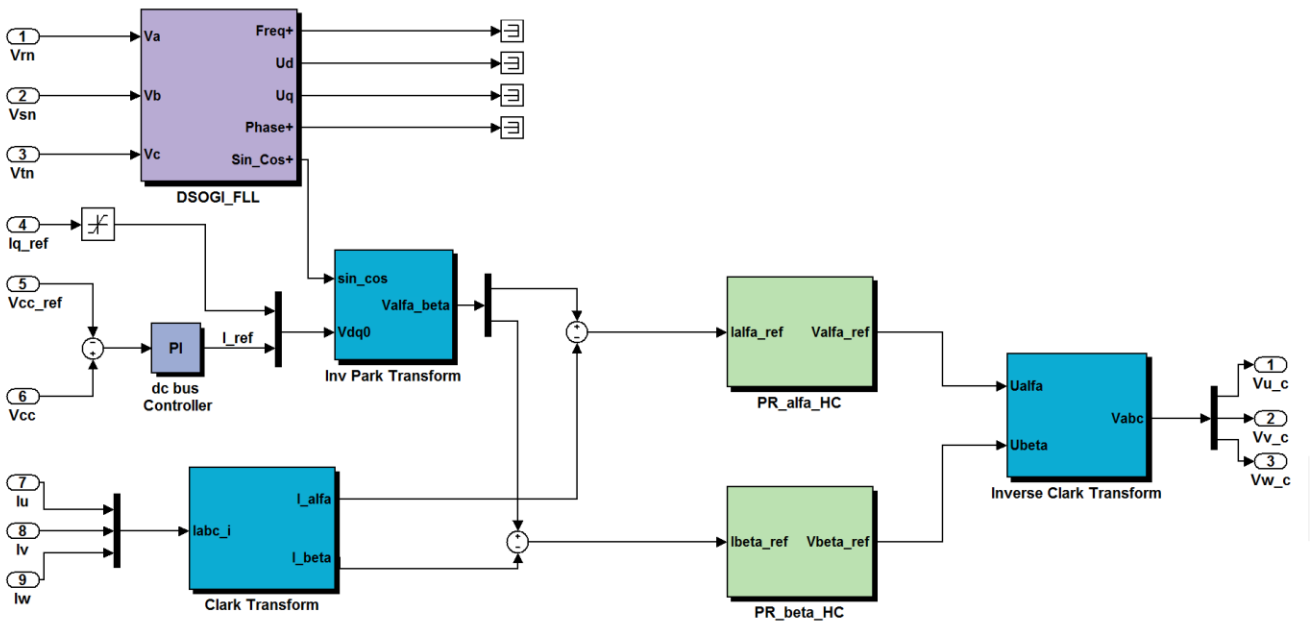 1
Vrn
2
Vsn
3
Vtn
Va
Vb
Vc
Freq+
Ud
Uq
Phase+
Sin_Cos+
DSOGI_FLL
4
Iq_ref
5
Vcc_ref
6
Vcc
PI
I_ref
dc bus
Controller
sin_cos
Vdq0
Valfa_beta
Inv Park Transform
7
Iu
8
Iv
9
Iw
Iabc_i
I_alfa
I_beta
Clark Transform
Ialfa_ref
Valfa_ref
PR_alfa_HC
Ibeta_ref
Vbeta_ref
PR_beta_HC
Ualfa
Ubeta
Vabc
Inverse Clark Transform
1
Vu_c
2
Vv_c
3
Vw_c